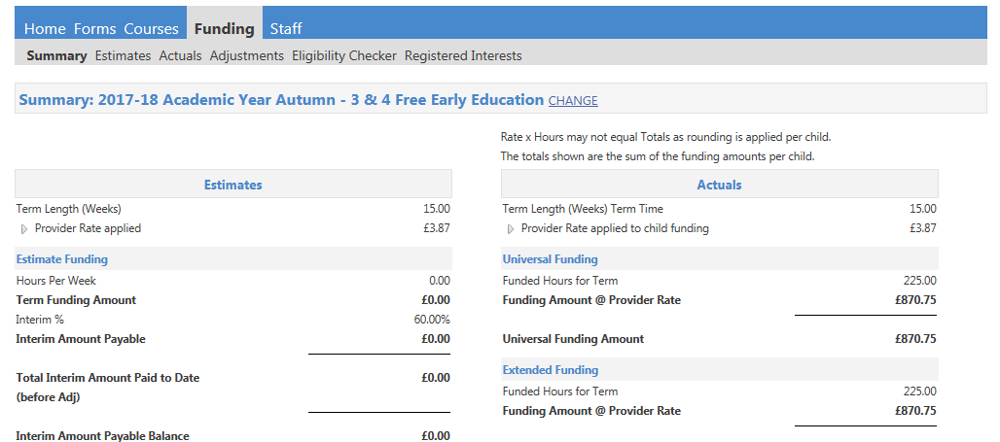 Home Forms Courses Funding Staff
Summary Estimates Actuals Adjustments Eligibility Checker Registered Interests
Summary: 2017-18 Academic Year Autumn - 3 & 4 Free Early Education CHANGE
Rate x Hours may not equal Totals as rounding is applied per child.
The totals shown are the sum of the funding amounts per child.
Estimates
Term Length (Weeks) 15.00
Provider Rate applied £3.87
Estimate Funding
Hours Per Week 0.00
Term Funding Amount £0.00
Interim % 60.00%
Interim Amount Payable £0.00
Total Interim Amount Paid to Date £0.00
(before Adj)
Interim Amount Payable Balance £0.00
Actuals
Term Length (Weeks) Term Time 15.00
Provider Rate applied to child funding £3.87
Universal Funding
Funded Hours for Term 225.00
Funding Amount @ Provider Rate £870.75
Universal Funding Amount £870.75
Extended Funding
Funded Hours for Term 225.00
Funding Amount @ Provider Rate £870.75